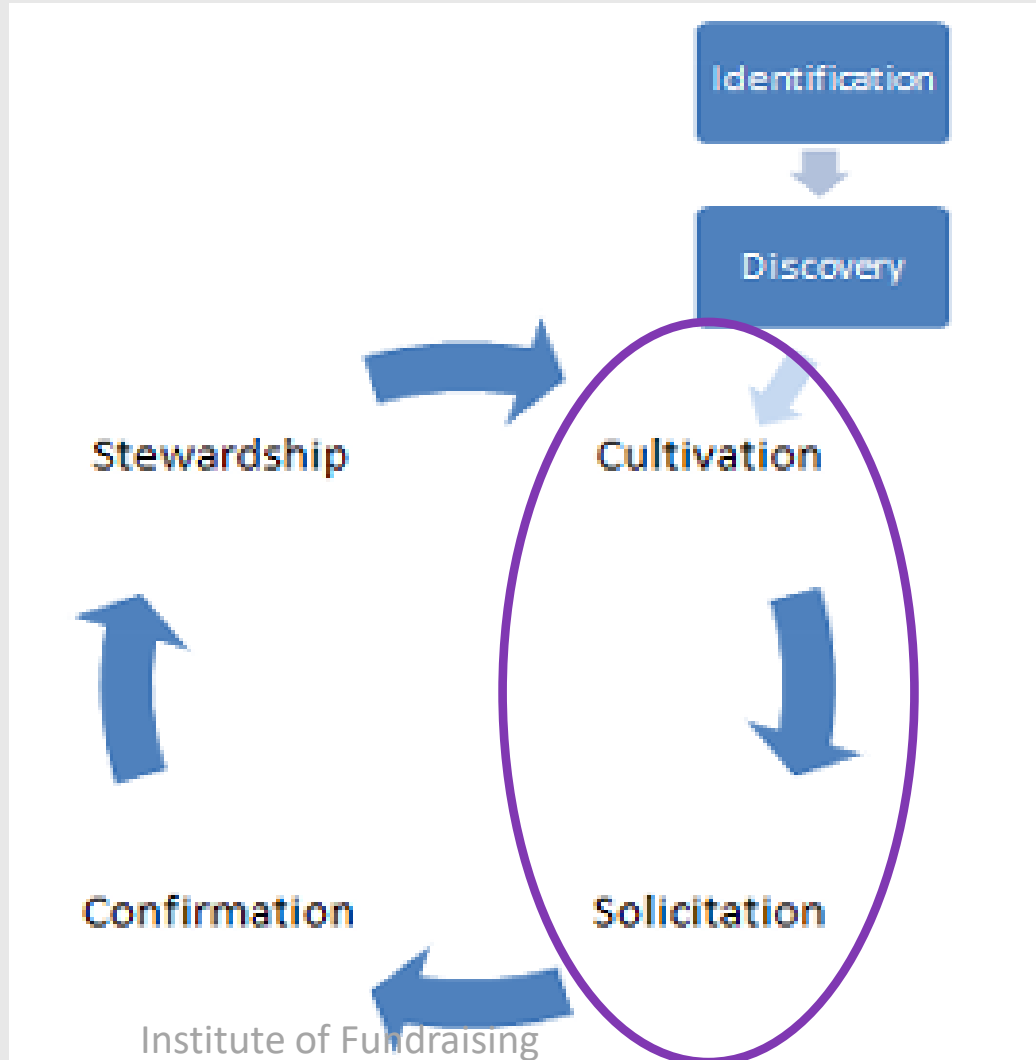 Identification
Discovery
Stewardship
Cultivation
Confirmation
Solicitation
Institute of Fundraising